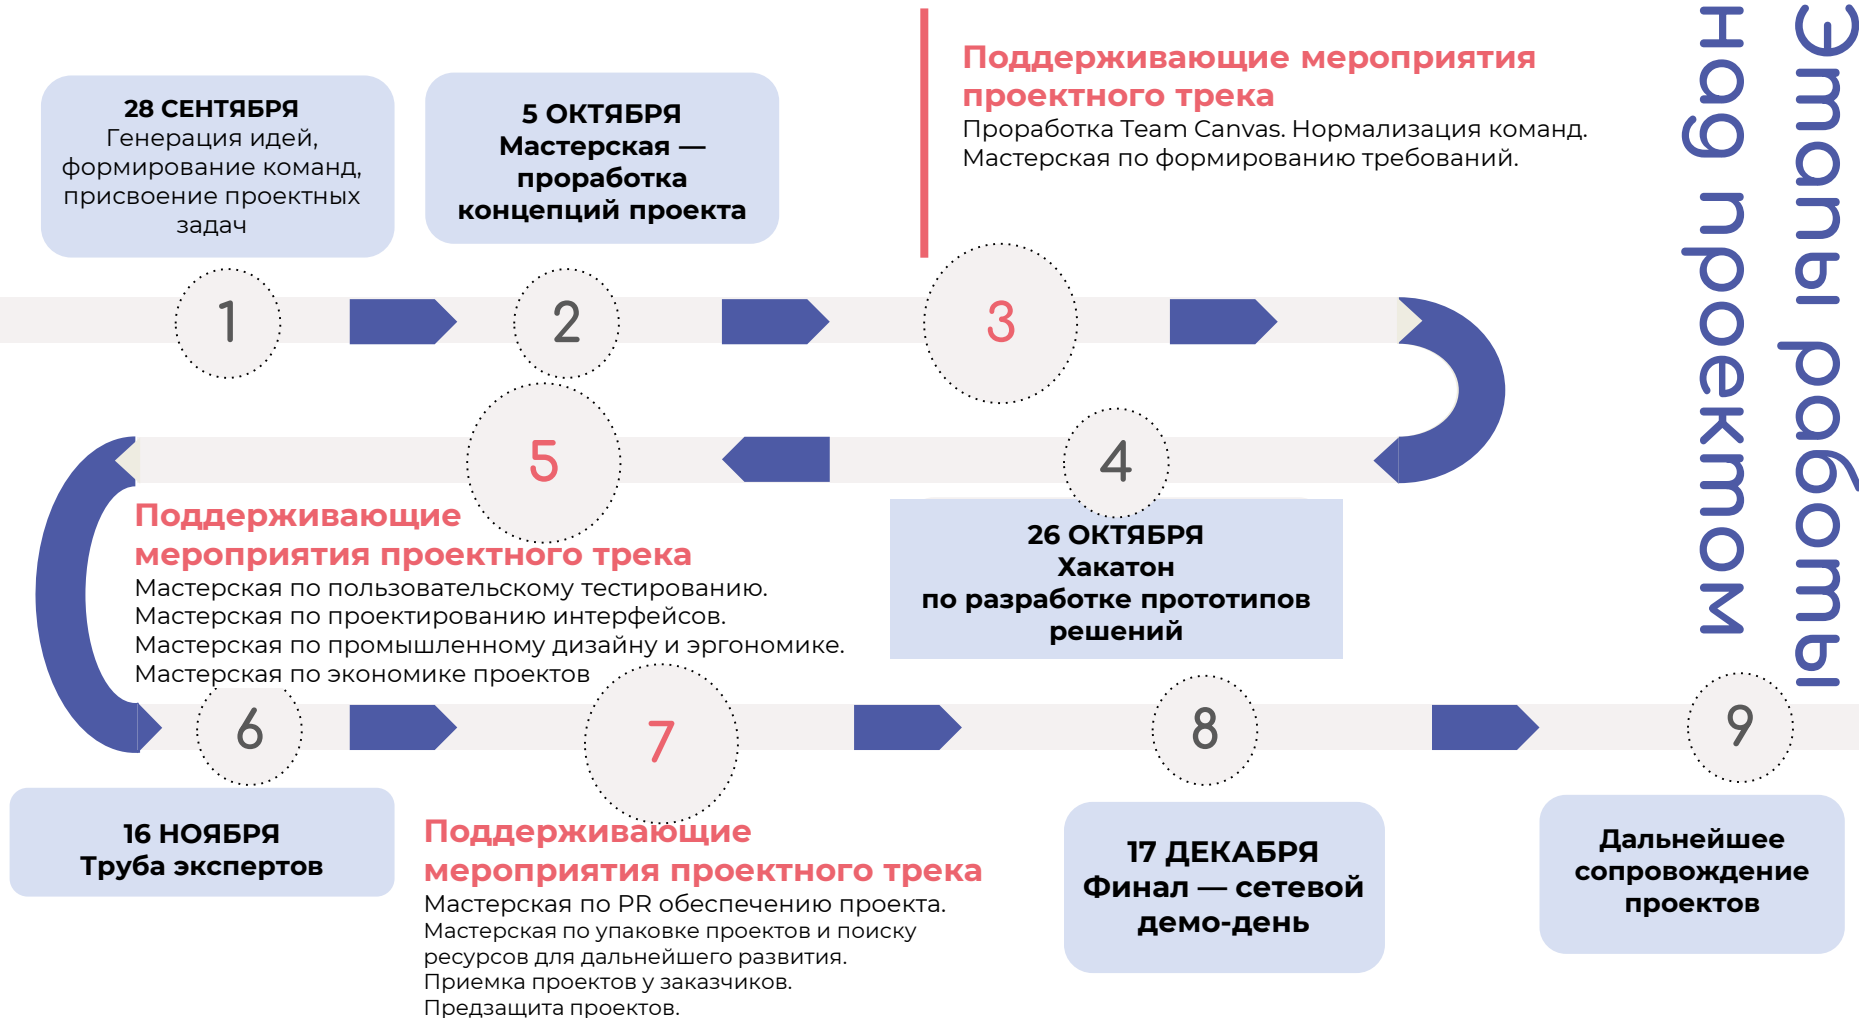 Этапы работы
над проектом
28 СЕНТЯБРЯ
Генерация идей,
формирование команд,
присвоение проектных
задач
5 ОКТЯБРЯ
Мастерская —
проработка
концепций проекта
Поддерживающие мероприятия
проектного трека
Проработка Team Canvas. Нормализация команд.
Мастерская по формированию требований.
1
2
3
4
26 ОКТЯБРЯ
Хакатон
по разработке прототипов
решений
5
Поддерживающие
мероприятия проектного трека
Мастерская по пользовательскому тестированию.
Мастерская по проектированию интерфейсов.
Мастерская по промышленному дизайну и эргономике.
Мастерская по экономике проектов
6
16 НОЯБРЯ
Труба экспертов
7
Поддерживающие
мероприятия проектного трека
Мастерская по PR обеспечению проекта.
Мастерская по упаковке проектов и поиску
ресурсов для дальнейшего развития.
Приемка проектов у заказчиков.
Предзащита проектов.
8
17 ДЕКАБРЯ
Финал — сетевой
демо-день
9
Дальнейшее
сопровождение
проектов